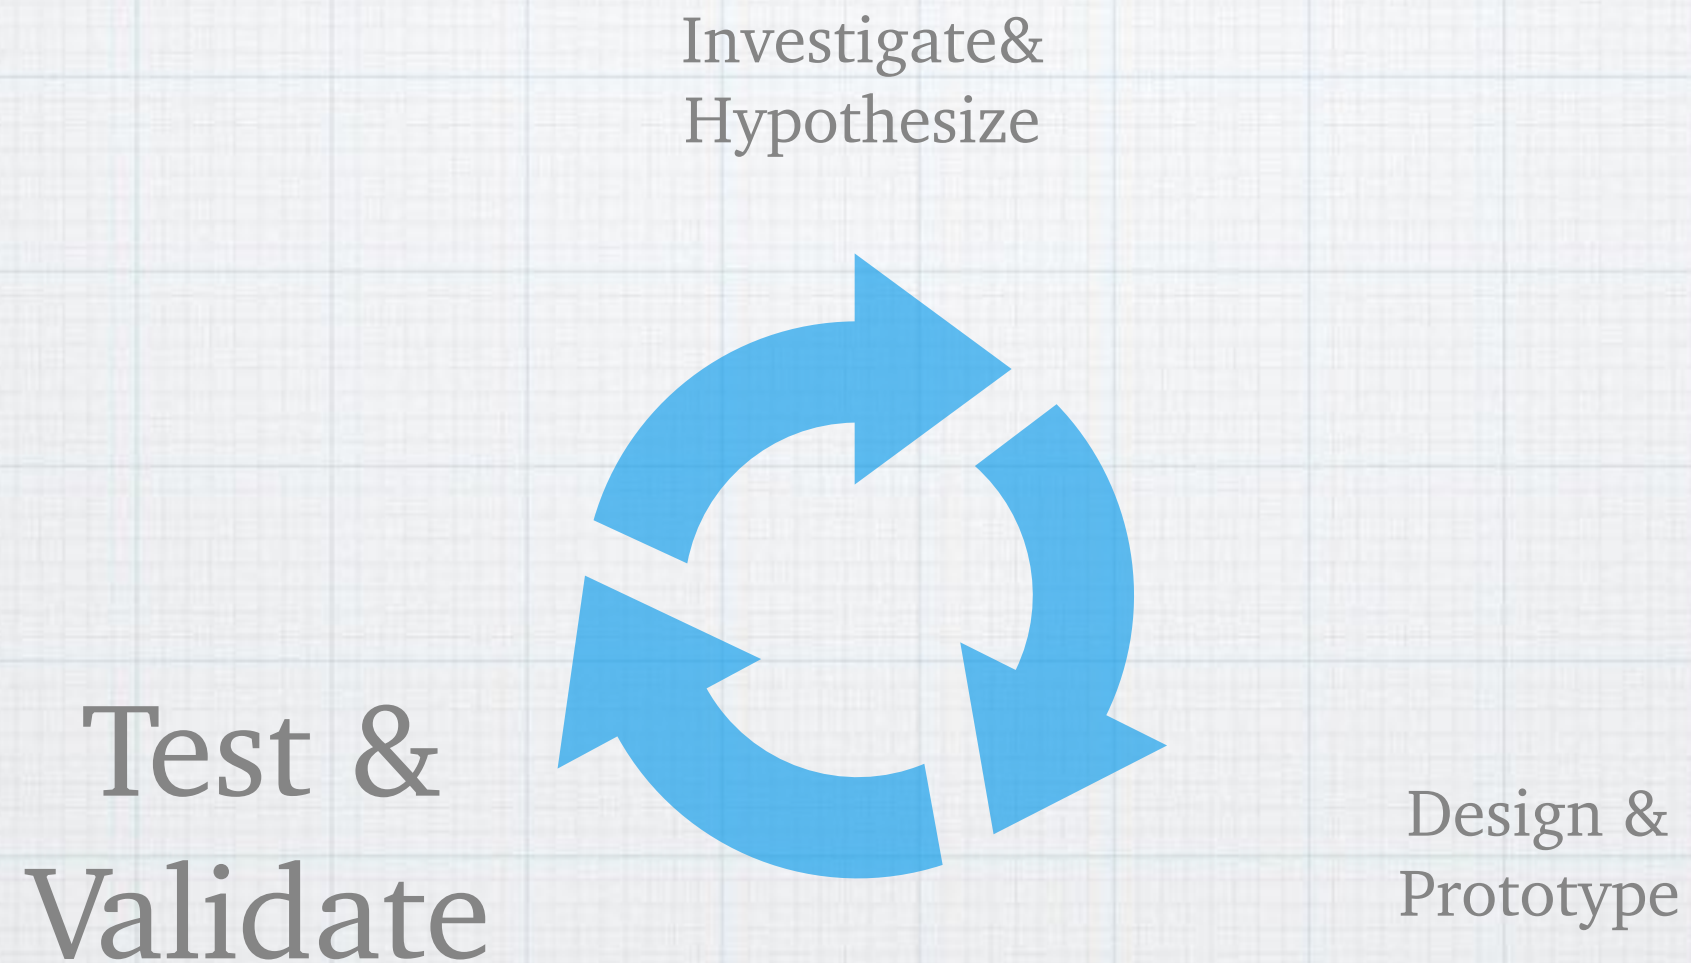 Investigate&
Hypothesize
Test &
Validate
Design &
Prototype